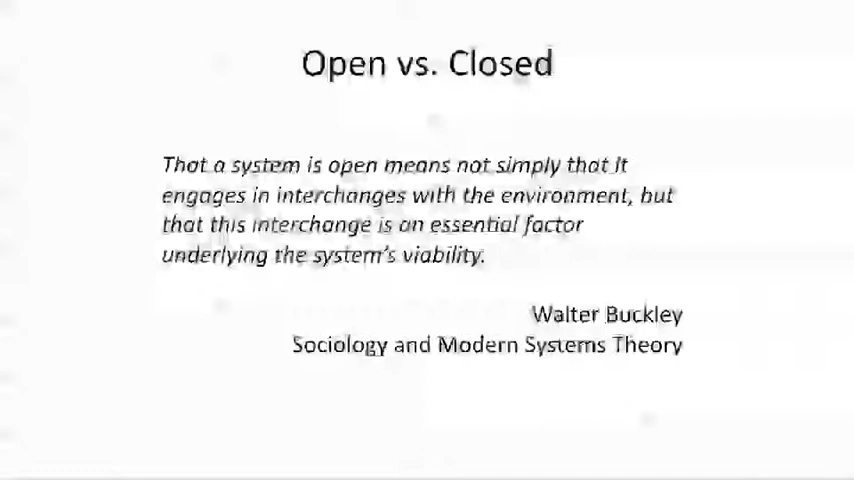 Open vs. Closed
That a system is open means not simply that it
engages in interchanges with the environment, but
that this interchange is an essential factor
underlying the system's viability.
Walter Buckley
Sociology and Modern Systems Theory